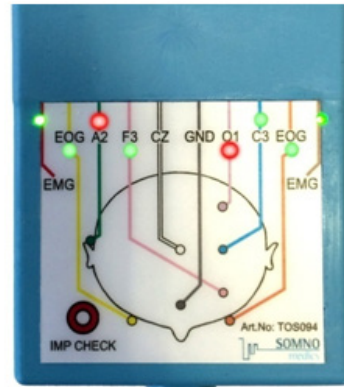 EOG A2 F3 CZ GND O1 C3 EOG
EMG EMG
Art.No: TOS094
IMP CHECK
SOMNO
medics